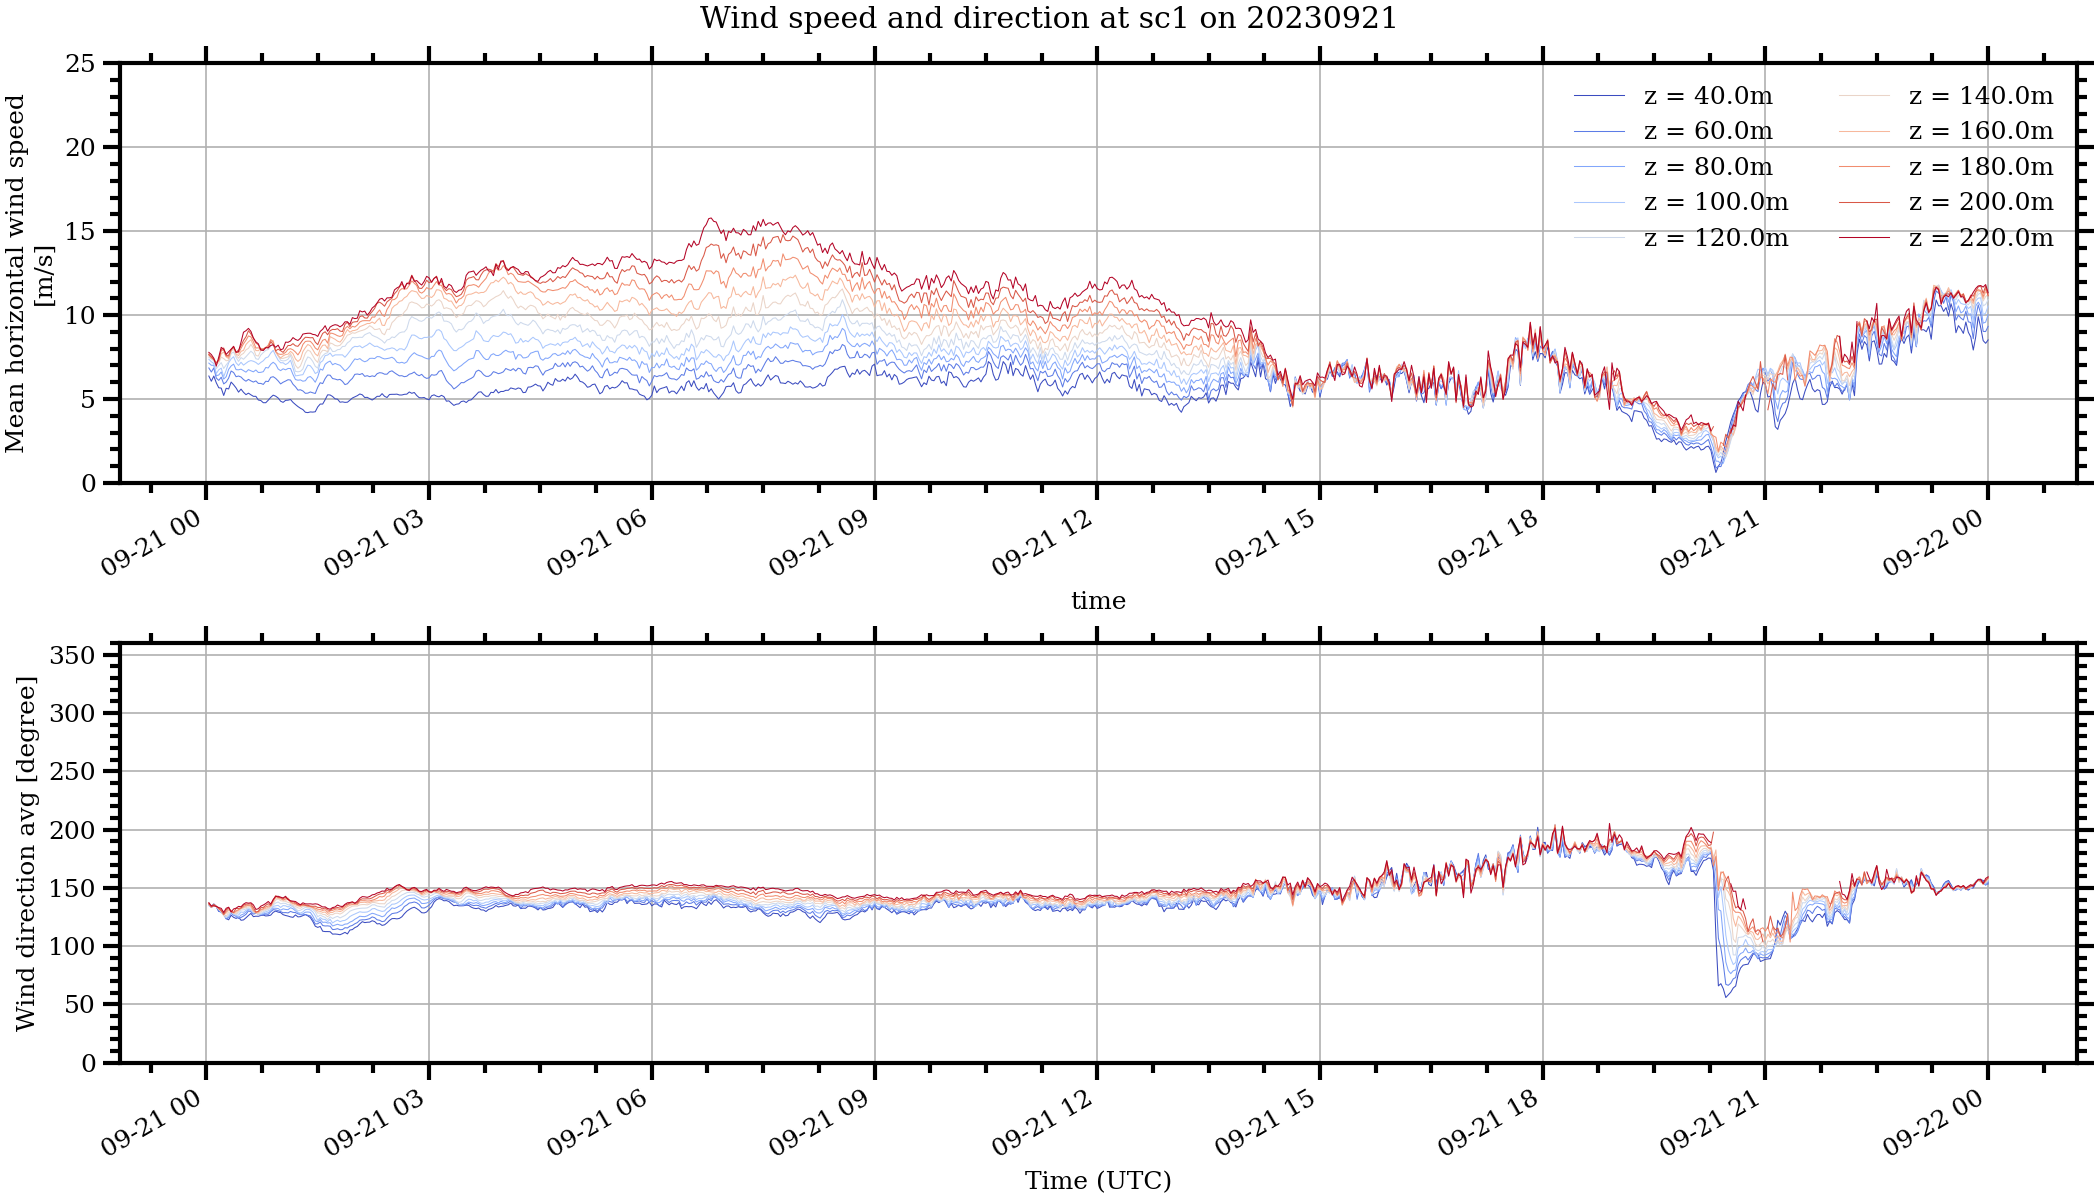 Wind speed and direction at sc1 on 20230921
Mean horizontal wind speed
[m/s]
25
20
15
10
5
0
z = 40.0m
z = 60.0m
z = 80.0m
z = 100.0m
z = 120.0m
z = 140.0m
z = 160.0m
z = 180.0m
z = 200.0m
z = 220.0m
09-21 00
09-21 03
09-21 06
09-21 09
09-21 12
09-21 15
09-21 18
09-21 21
09-22 00
time
Wind direction avg [degree]
350
300
250
200
150
100
50
0
09-21 00
09-21 03
09-21 06
09-21 09
09-21 12
09-21 15
09-21 18
09-21 21
09-22 00
Time (UTC)